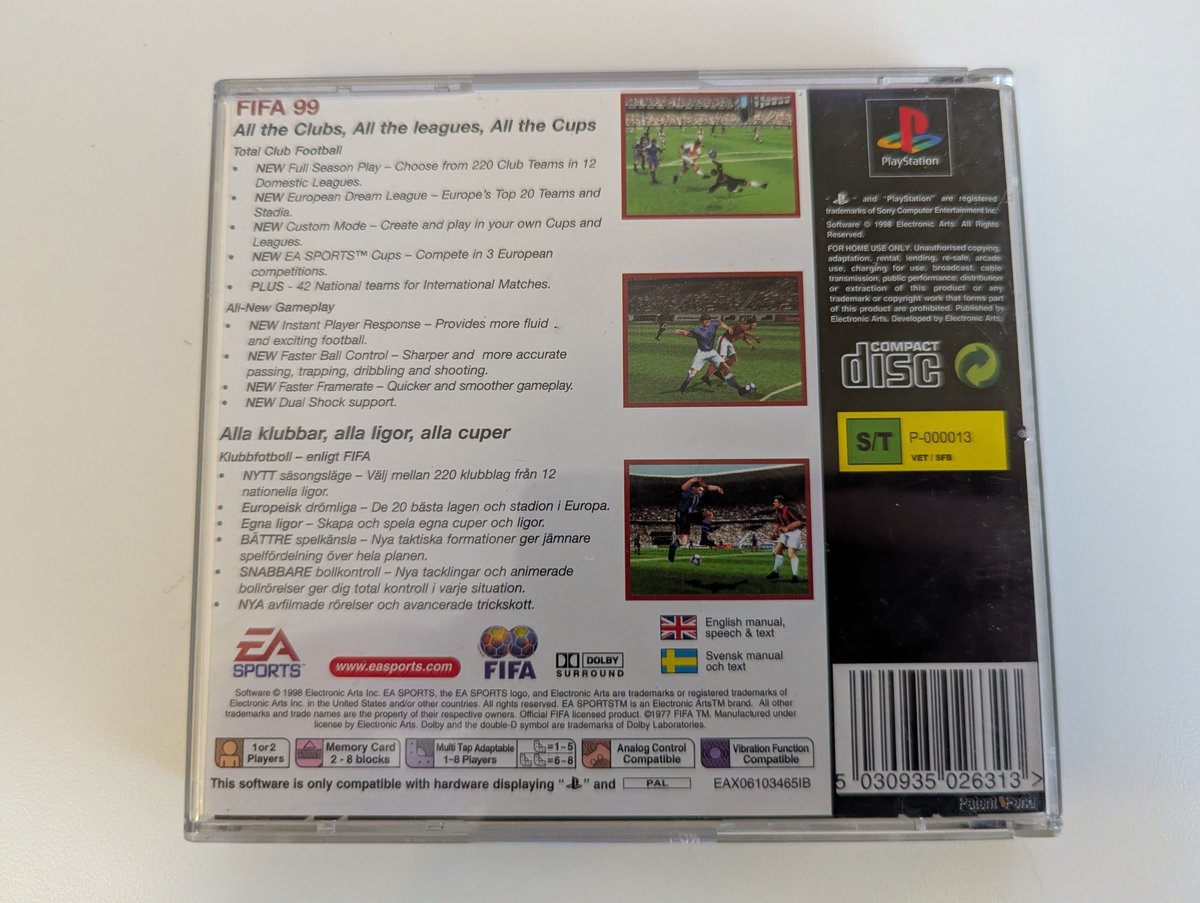 FIFA 99
All the Clubs, All the leagues, All the Cups
Total Club Football
• NEW Full Season Play – Choose from 220 Club Teams in 12
Domestic Leagues.
• NEW European Dream League – Europe's Top 20 Teams and
Stadia.
• NEW Custom Mode – Create and play in your own Cups and
Leagues.
• NEW EA SPORTS™ Cups – Compete in 3 European
competitions.
• PLUS - 42 National teams for International Matches.
All-New Gameplay
• NEW Instant Player Response – Provides more fluid
and exciting football.
• NEW Faster Ball Control – Sharper and more accurate
passing, trapping, dribbling and shooting.
• NEW Faster Framerate – Quicker and smoother gameplay.
• NEW Dual Shock support.
Alla klubbar, alla ligor, alla cuper
Klubbfotboll – enligt FIFA
• NYTT säsongsläge – Välj mellan 220 klubblag från 12
nationella ligor.
• Europeisk drömliga – De 20 bästa lagen och stadion i Europa.
• Egna ligor – Skapa och spela egna cuper och ligor.
• BÄTTRE spelkänsla – Nya taktiska formationer ger jämnare
spelfördelning över hela planen.
• SNABBARE bollkontroll – Nya tacklingar och animerade
bollrörelser ger dig total kontroll i varje situation.
• NYA avfilmade rörelser och avancerade trickskott.
EA
SPORTS™
www.easports.com
FIFA
DOLBY
SURROUND
English manual,
speech & text
Svensk manual
och text
Software © 1998 Electronic Arts Inc. EA SPORTS, the EA SPORTS logo, and Electronic Arts are trademarks or registered trademarks of
Electronic Arts Inc. in the United States and/or other countries. All rights reserved. EA SPORTSTM is an Electronic ArtsTM brand. All other
trademarks and trade names are the property of their respective owners. Official FIFA licensed product. ©1977 FIFA TM. Manufactured under
license by Electronic Arts. Dolby and the double-D symbol are trademarks of Dolby Laboratories.
1 or 2
Players
Memory Card
2 - 8 blocks
Multi Tap Adaptable
1~8 Players
=1~5
=6~8
Analog Control
Compatible
Vibration Function
Compatible
This software is only compatible with hardware displaying " " and PAL
EAX06103465IB
PlayStation
" " and "PlayStation" are registered
trademarks of Sony Computer Entertainment Inc.
Software © 1998 Electronic Arts. All Rights
Reserved.
FOR HOME USE ONLY. Unauthorised copying,
adaptation, rental, lending, re-sale, arcade
use, charging for use, broadcast, cable
transmission, public performance, distribution
or extraction of this product or any
trademark or copyright work that forms part
of this product are prohibited. Published by
Electronic Arts. Developed by Electronic Arts.
COMPACT
disc
S/T
P-000013
VET / SFB
5 030935 026313 >
Patent Pend